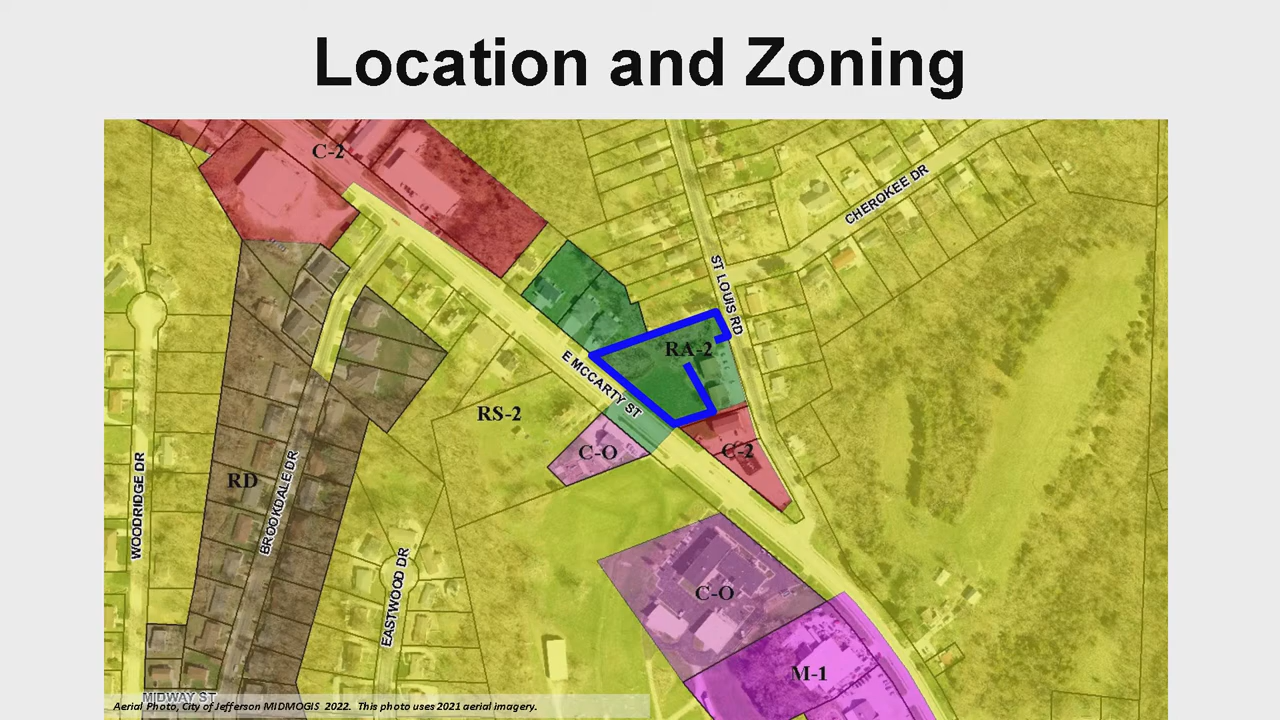 Location and Zoning
C-2
CHEROKEE DR
ST LOUIS RD
RA-2
E MCCARTY ST
RS-2
C-O
C-2
RD
WOODRIDGE DR
BROOKDALE DR
EASTWOOD DR
C-O
M-1
MIDWAY ST
Aerial Photo, City of Jefferson MIDMOGIS 2022. This photo uses 2021 aerial imagery.